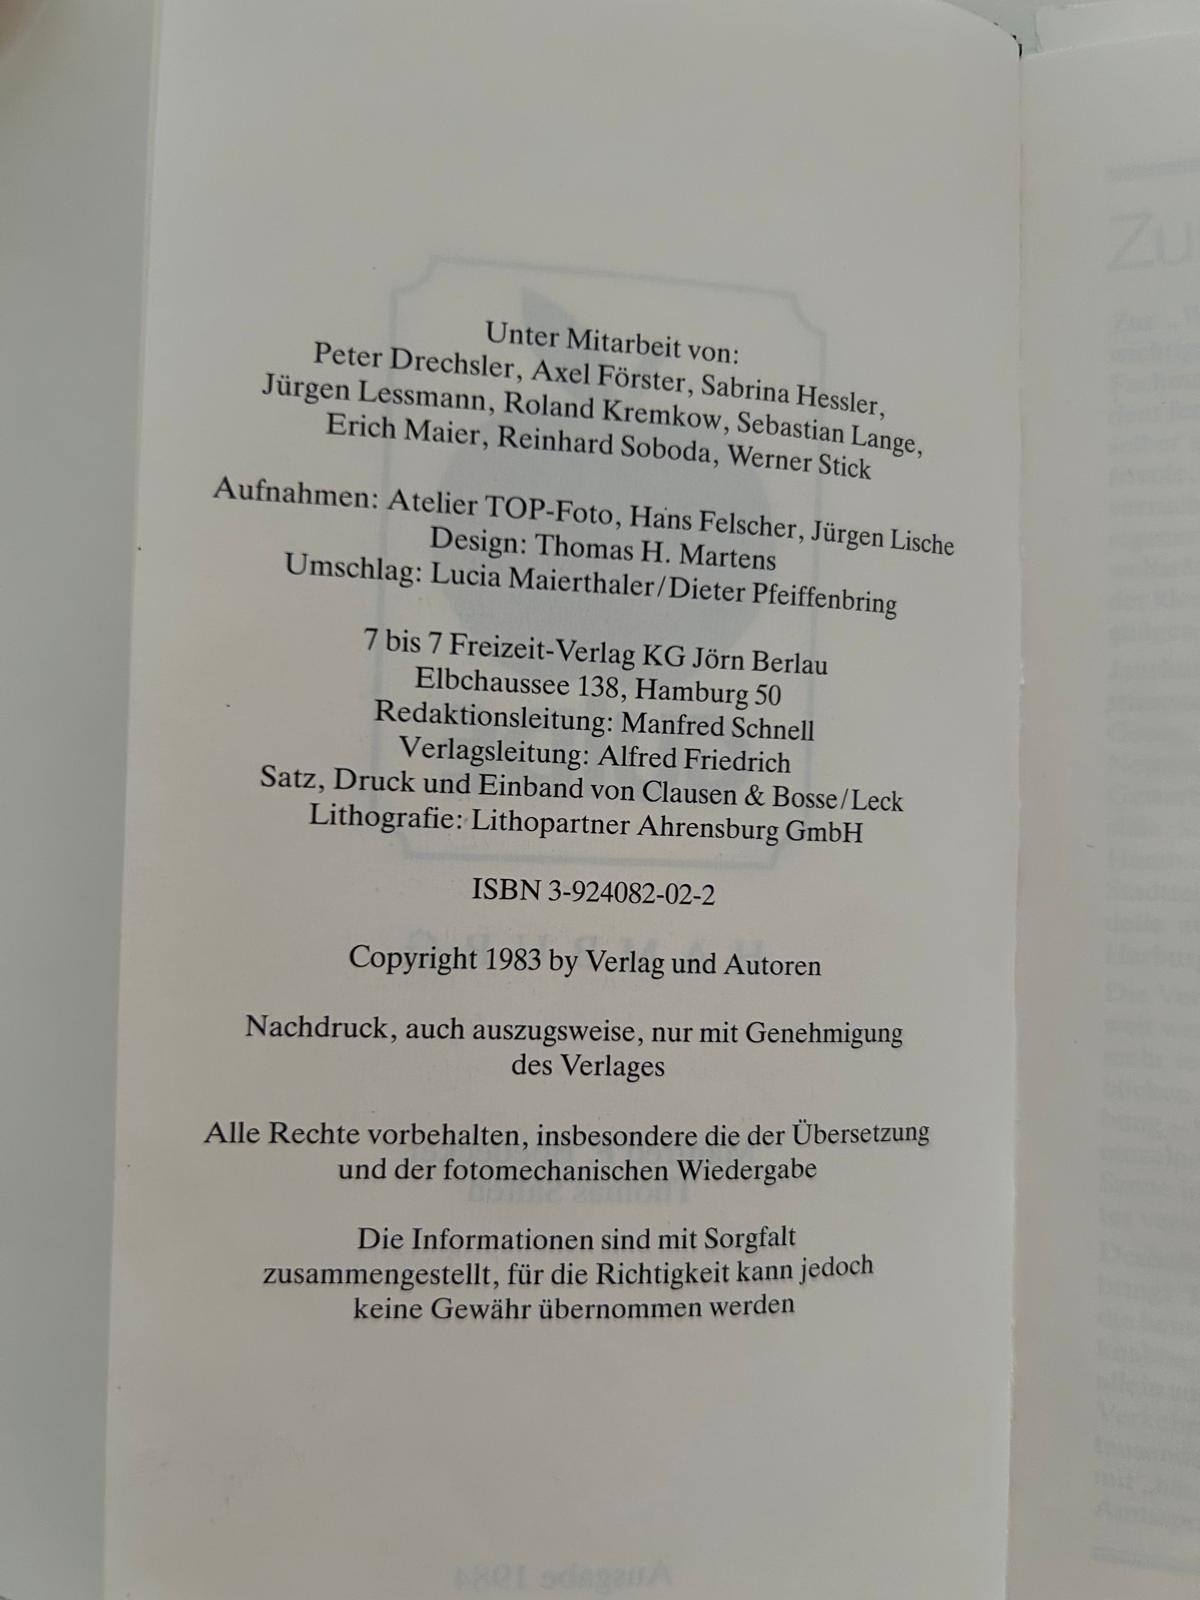 Unter Mitarbeit von:
Peter Drechsler, Axel Förster, Sabrina Hessler,
Jürgen Lessmann, Roland Kremkow, Sebastian Lange,
Erich Maier, Reinhard Soboda, Werner Stick
Aufnahmen: Atelier TOP-Foto, Hans Felscher, Jürgen Lische
Design: Thomas H. Martens
Umschlag: Lucia Maierthaler/Dieter Pfeiffenbring
7 bis 7 Freizeit-Verlag KG Jörn Berlau
Elbchaussee 138, Hamburg 50
Redaktionsleitung: Manfred Schnell
Verlagsleitung: Alfred Friedrich
Satz, Druck und Einband von Clausen & Bosse/Leck
Lithografie: Lithopartner Ahrensburg GmbH
ISBN 3-924082-02-2
Copyright 1983 by Verlag und Autoren
Nachdruck, auch auszugsweise, nur mit Genehmigung
des Verlages
Alle Rechte vorbehalten, insbesondere die der Übersetzung
und der fotomechanischen Wiedergabe
Die Informationen sind mit Sorgfalt
zusammengestellt, für die Richtigkeit kann jedoch
keine Gewähr übernommen werden
Ausgabe 1984